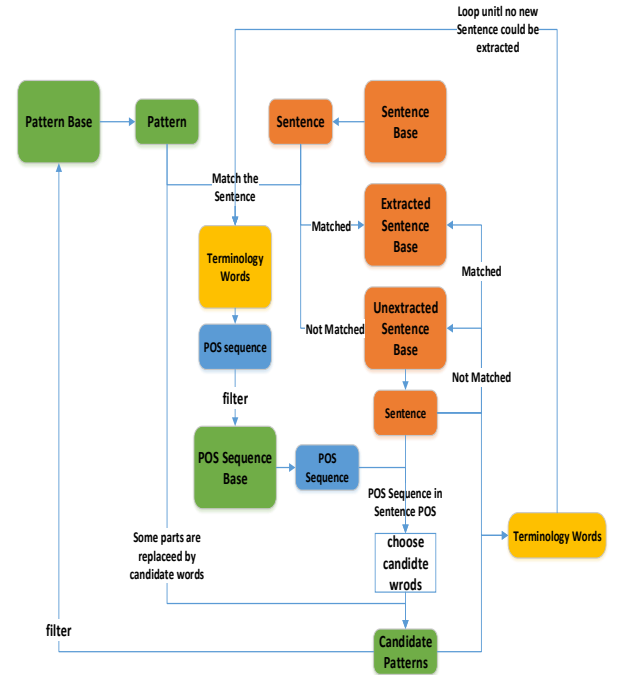 Loop unitl no new
Sentence could be
extracted
Pattern Base
Pattern
Sentence
Sentence
Base
Match the
Sentence
Extracted
Sentence
Base
Matched
Terminology
Words
Matched
Unextracted
Sentence
Base
Not Matched
POS sequence
Not Matched
filter
Sentence
POS Sequence
Base
POS
Sequence
POS Sequence in
Sentence POS
Some parts are
replaceed by
candidate words
choose
candidte
wrods
Terminology Words
filter
Candidate
Patterns